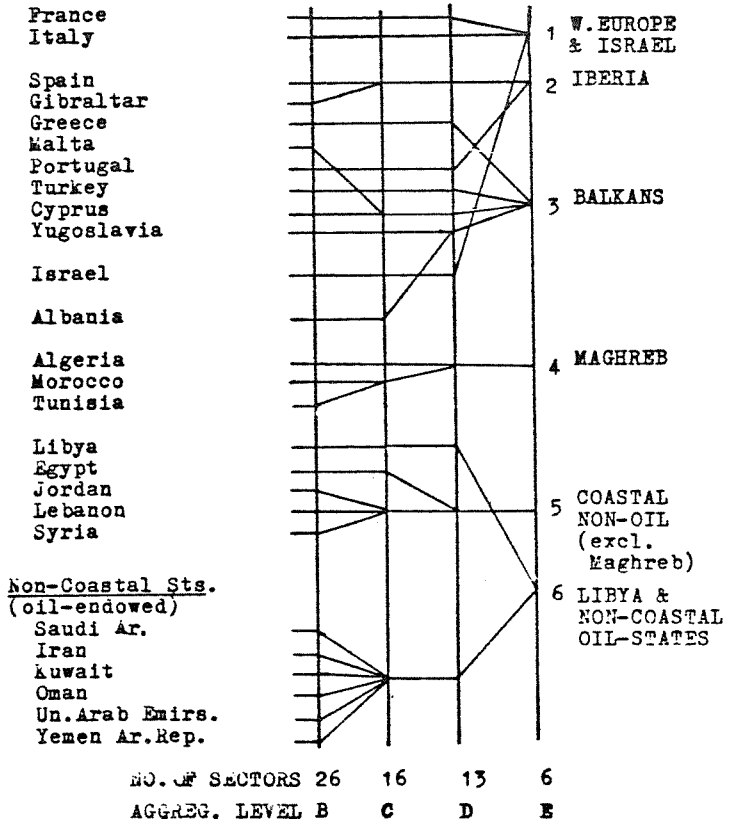 France
Italy
Spain
Gibraltar
Greece
Malta
Portugal
Turkey
Cyprus
Yugoslavia
Israel
Albania
Algeria
Morocco
Tunisia
Libya
Egypt
Jordan
Lebanon
Syria
Non-Coastal Sts.
(oil-endowed)
Saudi Ar.
Iran
Kuwait
Oman
Un.Arab Emirs.
Yemen Ar.Rep.
1 W.EUROPE
& ISRAEL
2 IBERIA
3 BALKANS
4 MAGHREB
5 COASTAL
NON-OIL
(excl.
Maghreb)
6 LIBYA &
NON-COASTAL
OIL-STATES
NO. OF SECTORS 26 16 13 6
AGGREG. LEVEL B C D E